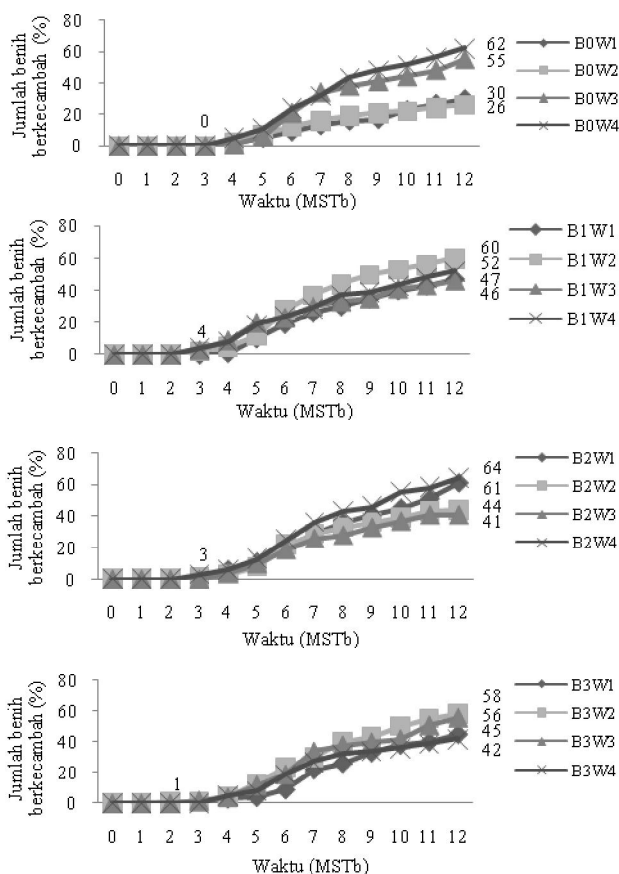 Jumlah benih
berkecambah (%)
80
60
40
20
0
0
62
55
30
26
0 1 2 3 4 5 6 7 8 9 10 11 12
Waktu (MSTb)
B0W1
B0W2
B0W3
B0W4
Jumlah benih
berkecambah (%)
80
60
40
20
0
4
60
52
47
46
0 1 2 3 4 5 6 7 8 9 10 11 12
Waktu (MSTb)
B1W1
B1W2
B1W3
B1W4
Jumlah benih
berkecambah (%)
80
60
40
20
0
3
64
61
44
41
0 1 2 3 4 5 6 7 8 9 10 11 12
Waktu (MSTb)
B2W1
B2W2
B2W3
B2W4
Jumlah benih
berkecambah (%)
80
60
40
20
0
1
58
56
45
42
0 1 2 3 4 5 6 7 8 9 10 11 12
Waktu (MSTb)
B3W1
B3W2
B3W3
B3W4